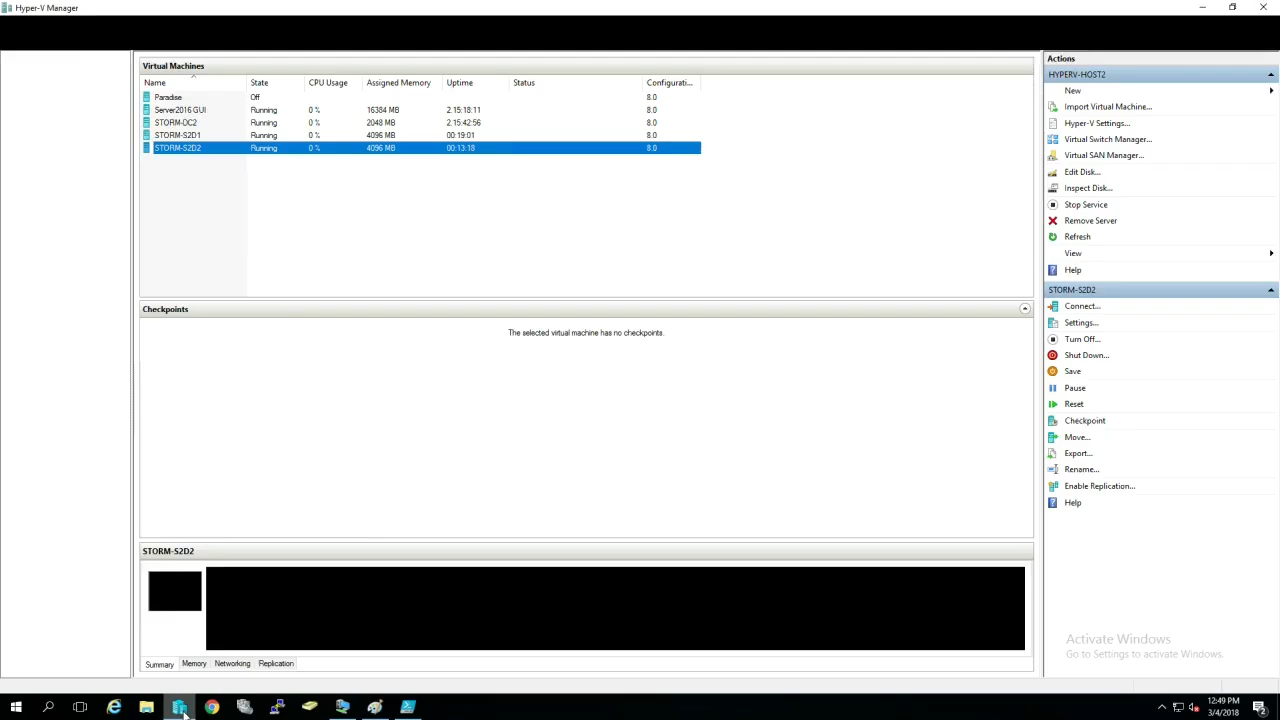 Hyper-V Manager
Virtual Machines
Name State CPU Usage Assigned Memory Uptime Status Configurati...
Paradise Off 8.0
Server2016 GUI Running 0 % 16384 MB 2.15:18:11 8.0
STORM-DC2 Running 0 % 2048 MB 2.15:42:56 8.0
STORM-S2D1 Running 0 % 4096 MB 00:19:01 8.0
STORM-S2D2 Running 0 % 4096 MB 00:13:18 8.0
Checkpoints
The selected virtual machine has no checkpoints.
STORM-S2D2
Summary Memory Networking Replication
Actions
HYPERV-HOST2
New
Import Virtual Machine...
Hyper-V Settings...
Virtual Switch Manager...
Virtual SAN Manager...
Edit Disk...
Inspect Disk...
Stop Service
Remove Server
Refresh
View
Help
STORM-S2D2
Connect...
Settings...
Turn Off...
Shut Down...
Save
Pause
Reset
Checkpoint
Move...
Export...
Rename...
Enable Replication...
Help
Activate Windows
Go to Settings to activate Windows.
12:49 PM
3/4/2018
2